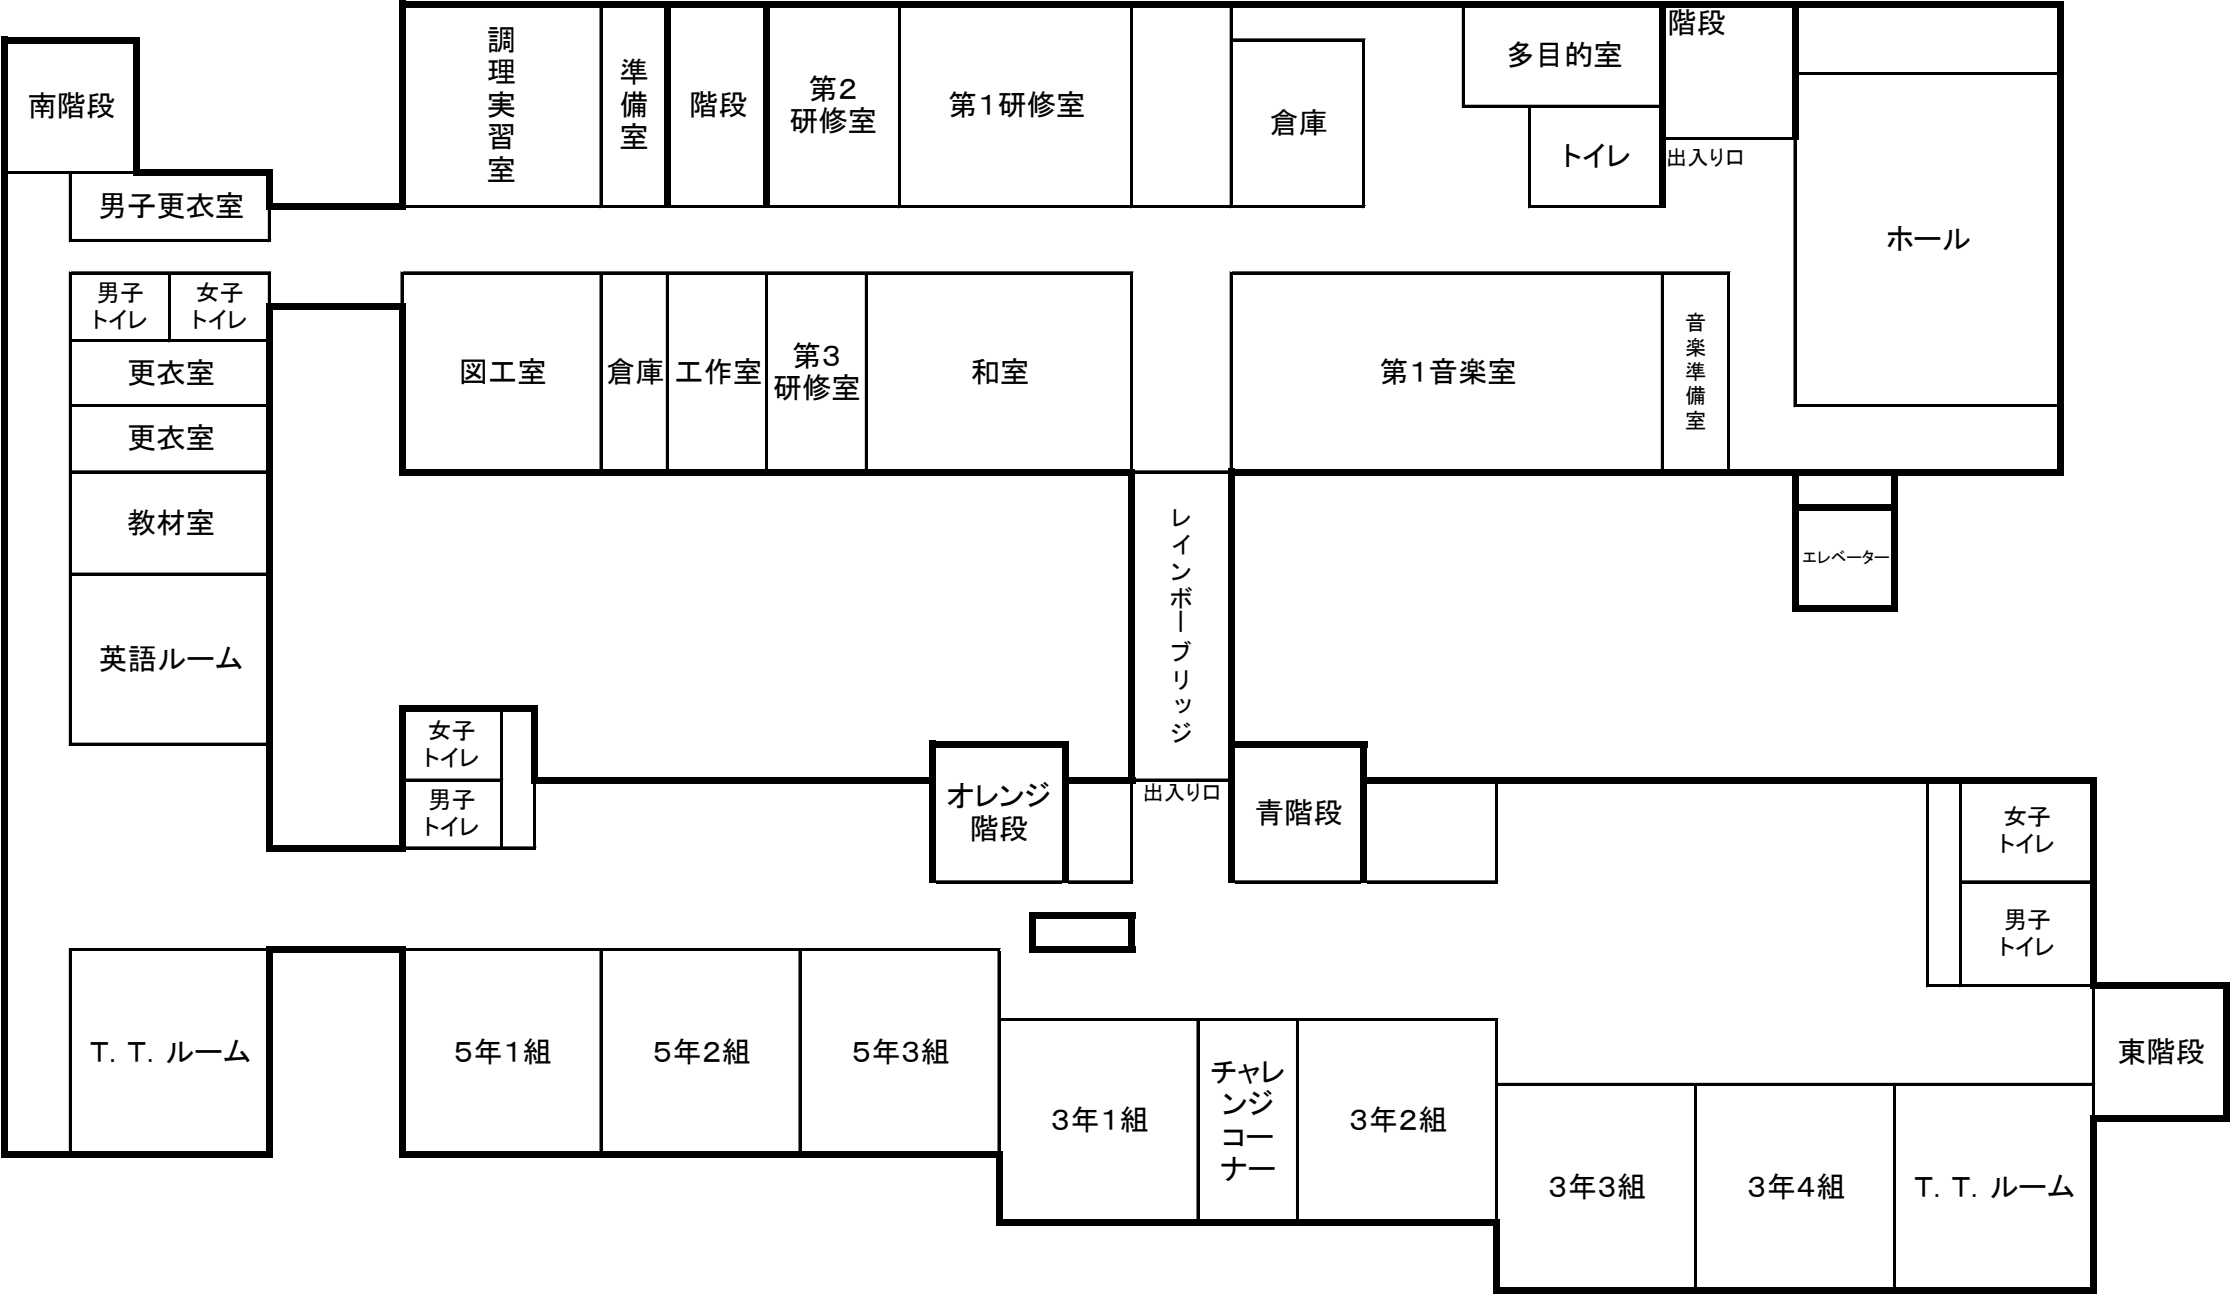 調
理
実
習
室
準
備
室
階段
第２
研修室
第１研修室
倉庫
多目的室
トイレ
階段
出入り口
ホール
南階段
男子更衣室
男子
トイレ
女子
トイレ
更衣室
更衣室
教材室
英語ルーム
図工室
倉庫
工作室
第３
研修室
和室
第１音楽室
音
楽
準
備
室
レ
イ
ン
ボ
ー
ブ
リ
ッ
ジ
エレベーター
女子
トイレ
男子
トイレ
オレンジ
階段
出入り口
青階段
女子
トイレ
男子
トイレ
東階段
Ｔ．Ｔ．ルーム
５年１組
５年２組
５年３組
３年１組
チャレ
ンジ
コー
ナー
３年２組
３年３組
３年４組
Ｔ．Ｔ．ルーム